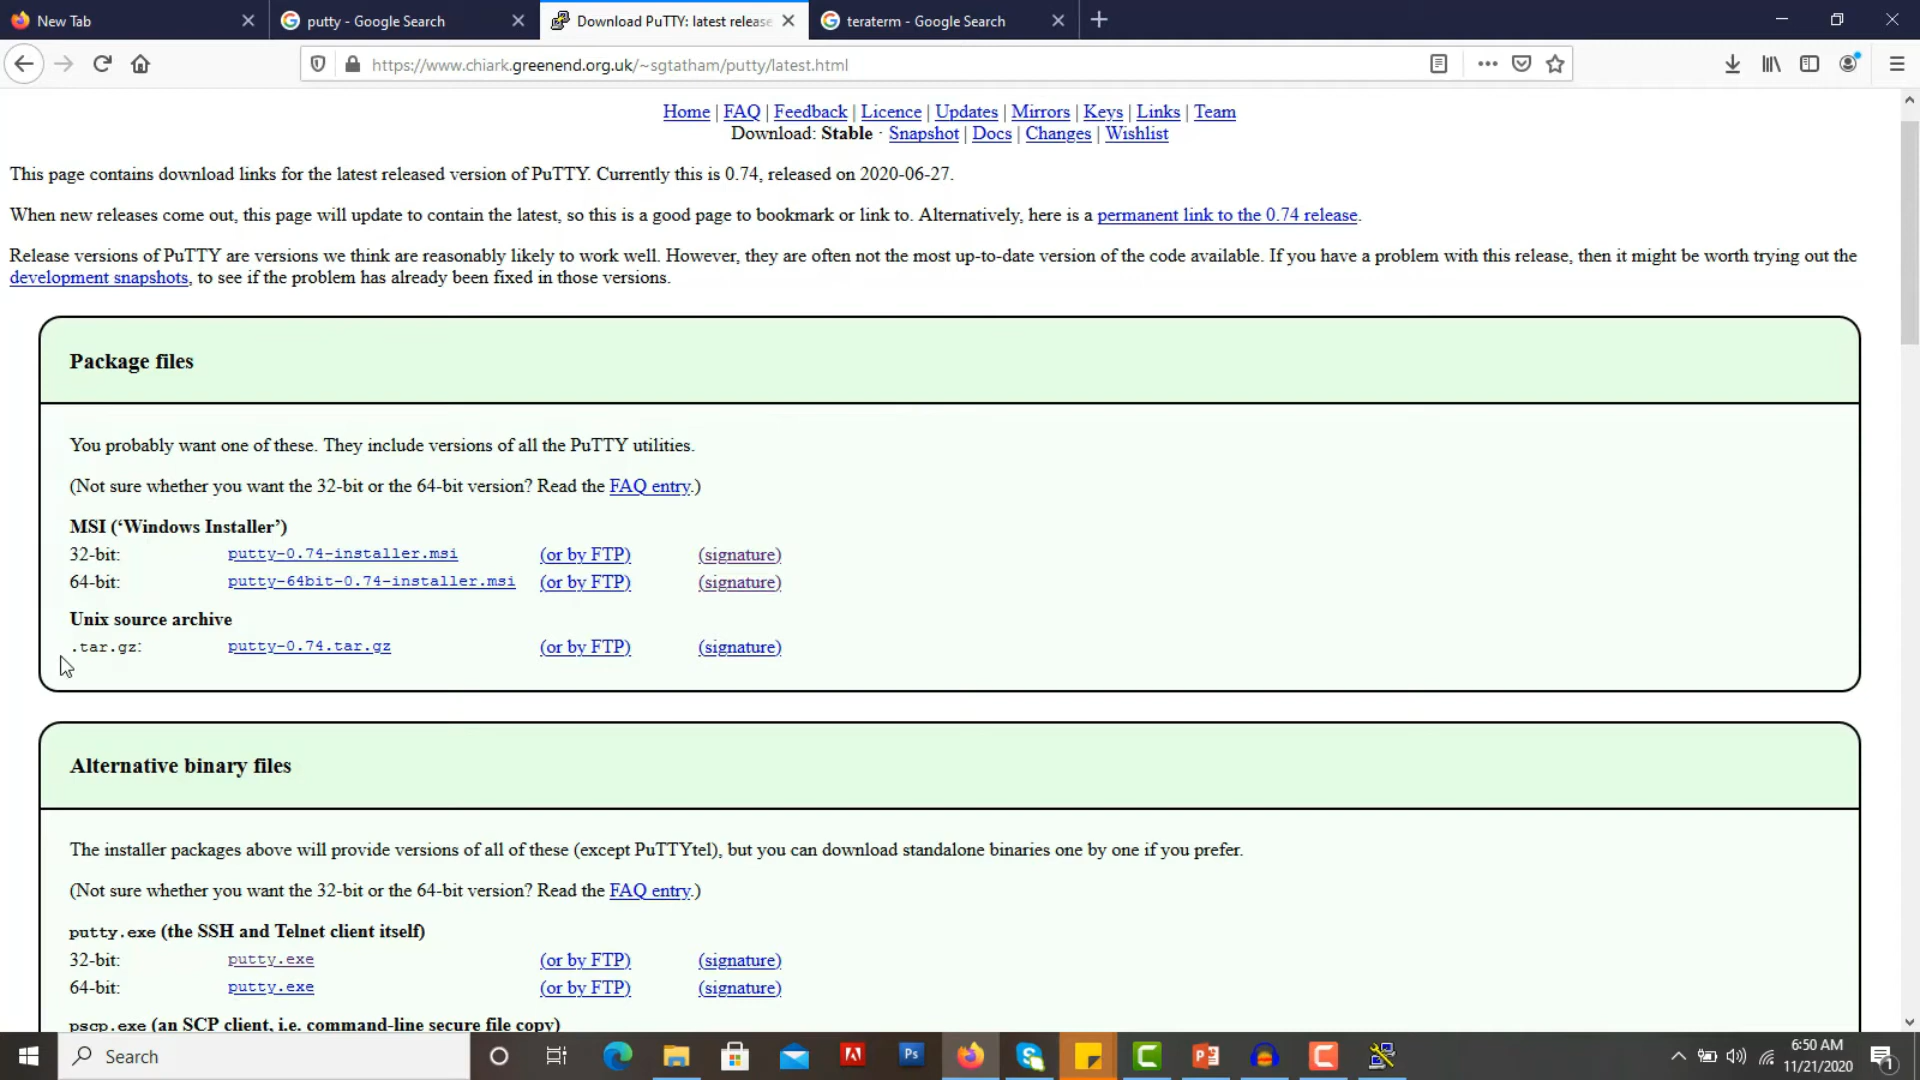 New Tab
putty - Google Search
Download PuTTY: latest release
teraterm - Google Search
https://www.chiark.greenend.org.uk/~sgtatham/putty/latest.html
Home | FAQ | Feedback | Licence | Updates | Mirrors | Keys | Links | Team
Download: Stable · Snapshot | Docs | Changes | Wishlist
This page contains download links for the latest released version of PuTTY. Currently this is 0.74, released on 2020-06-27.
When new releases come out, this page will update to contain the latest, so this is a good page to bookmark or link to. Alternatively, here is a permanent link to the 0.74 release.
Release versions of PuTTY are versions we think are reasonably likely to work well. However, they are often not the most up-to-date version of the code available. If you have a problem with this release, then it might be worth trying out the
development snapshots, to see if the problem has already been fixed in those versions.
Package files
You probably want one of these. They include versions of all the PuTTY utilities.
(Not sure whether you want the 32-bit or the 64-bit version? Read the FAQ entry.)
MSI (‘Windows Installer’)
32-bit: putty-0.74-installer.msi (or by FTP) (signature)
64-bit: putty-64bit-0.74-installer.msi (or by FTP) (signature)
Unix source archive
.tar.gz: putty-0.74.tar.gz (or by FTP) (signature)
Alternative binary files
The installer packages above will provide versions of all of these (except PuTTYtel), but you can download standalone binaries one by one if you prefer.
(Not sure whether you want the 32-bit or the 64-bit version? Read the FAQ entry.)
putty.exe (the SSH and Telnet client itself)
32-bit: putty.exe (or by FTP) (signature)
64-bit: putty.exe (or by FTP) (signature)
pscp.exe (an SCP client, i.e. command-line secure file copy)
Search
Ps
6:50 AM
11/21/2020
1